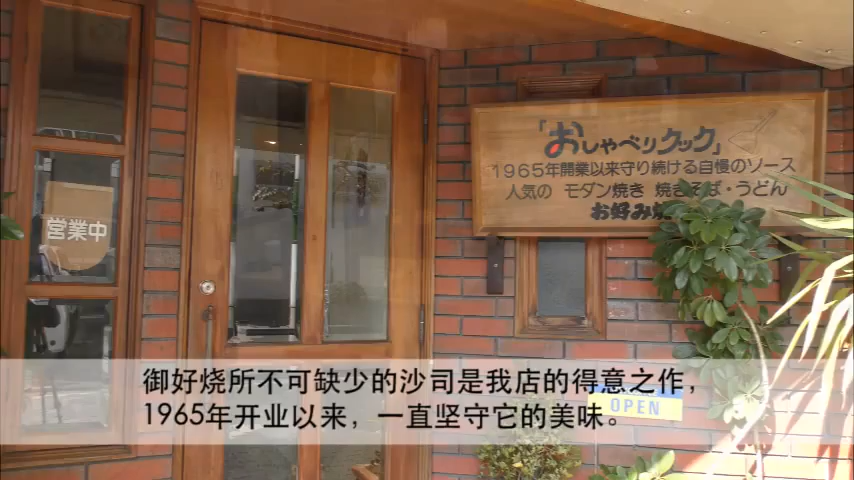 「おしゃべりクック」
1965年開業以来守り続ける自慢のソース
人気の モダン焼き 焼きそば・うどん
お好み焼
営業中
御好烧所不可缺少的沙司是我店的得意之作，
1965年开业以来，一直坚守它的美味。
OPEN